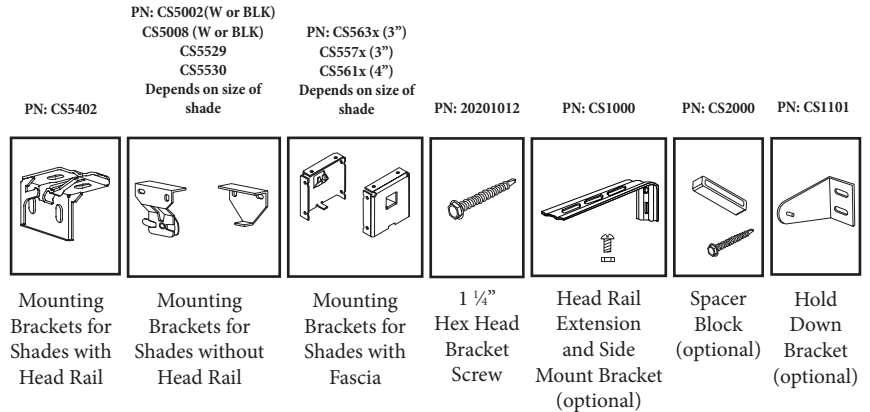 PN: CS5402
PN: CS5002(W or BLK)
CS5008 (W or BLK)
CS5529
CS5530
Depends on size of
shade
PN: CS563x (3”)
CS557x (3”)
CS561x (4”)
Depends on size of
shade
PN: 20201012
PN: CS1000
PN: CS2000
PN: CS1101
Mounting
Brackets for
Shades with
Head Rail
Mounting
Brackets for
Shades without
Head Rail
Mounting
Brackets for
Shades with
Fascia
1 ¼”
Hex Head
Bracket
Screw
Head Rail
Extension
and Side
Mount Bracket
(optional)
Spacer
Block
(optional)
Hold
Down
Bracket
(optional)